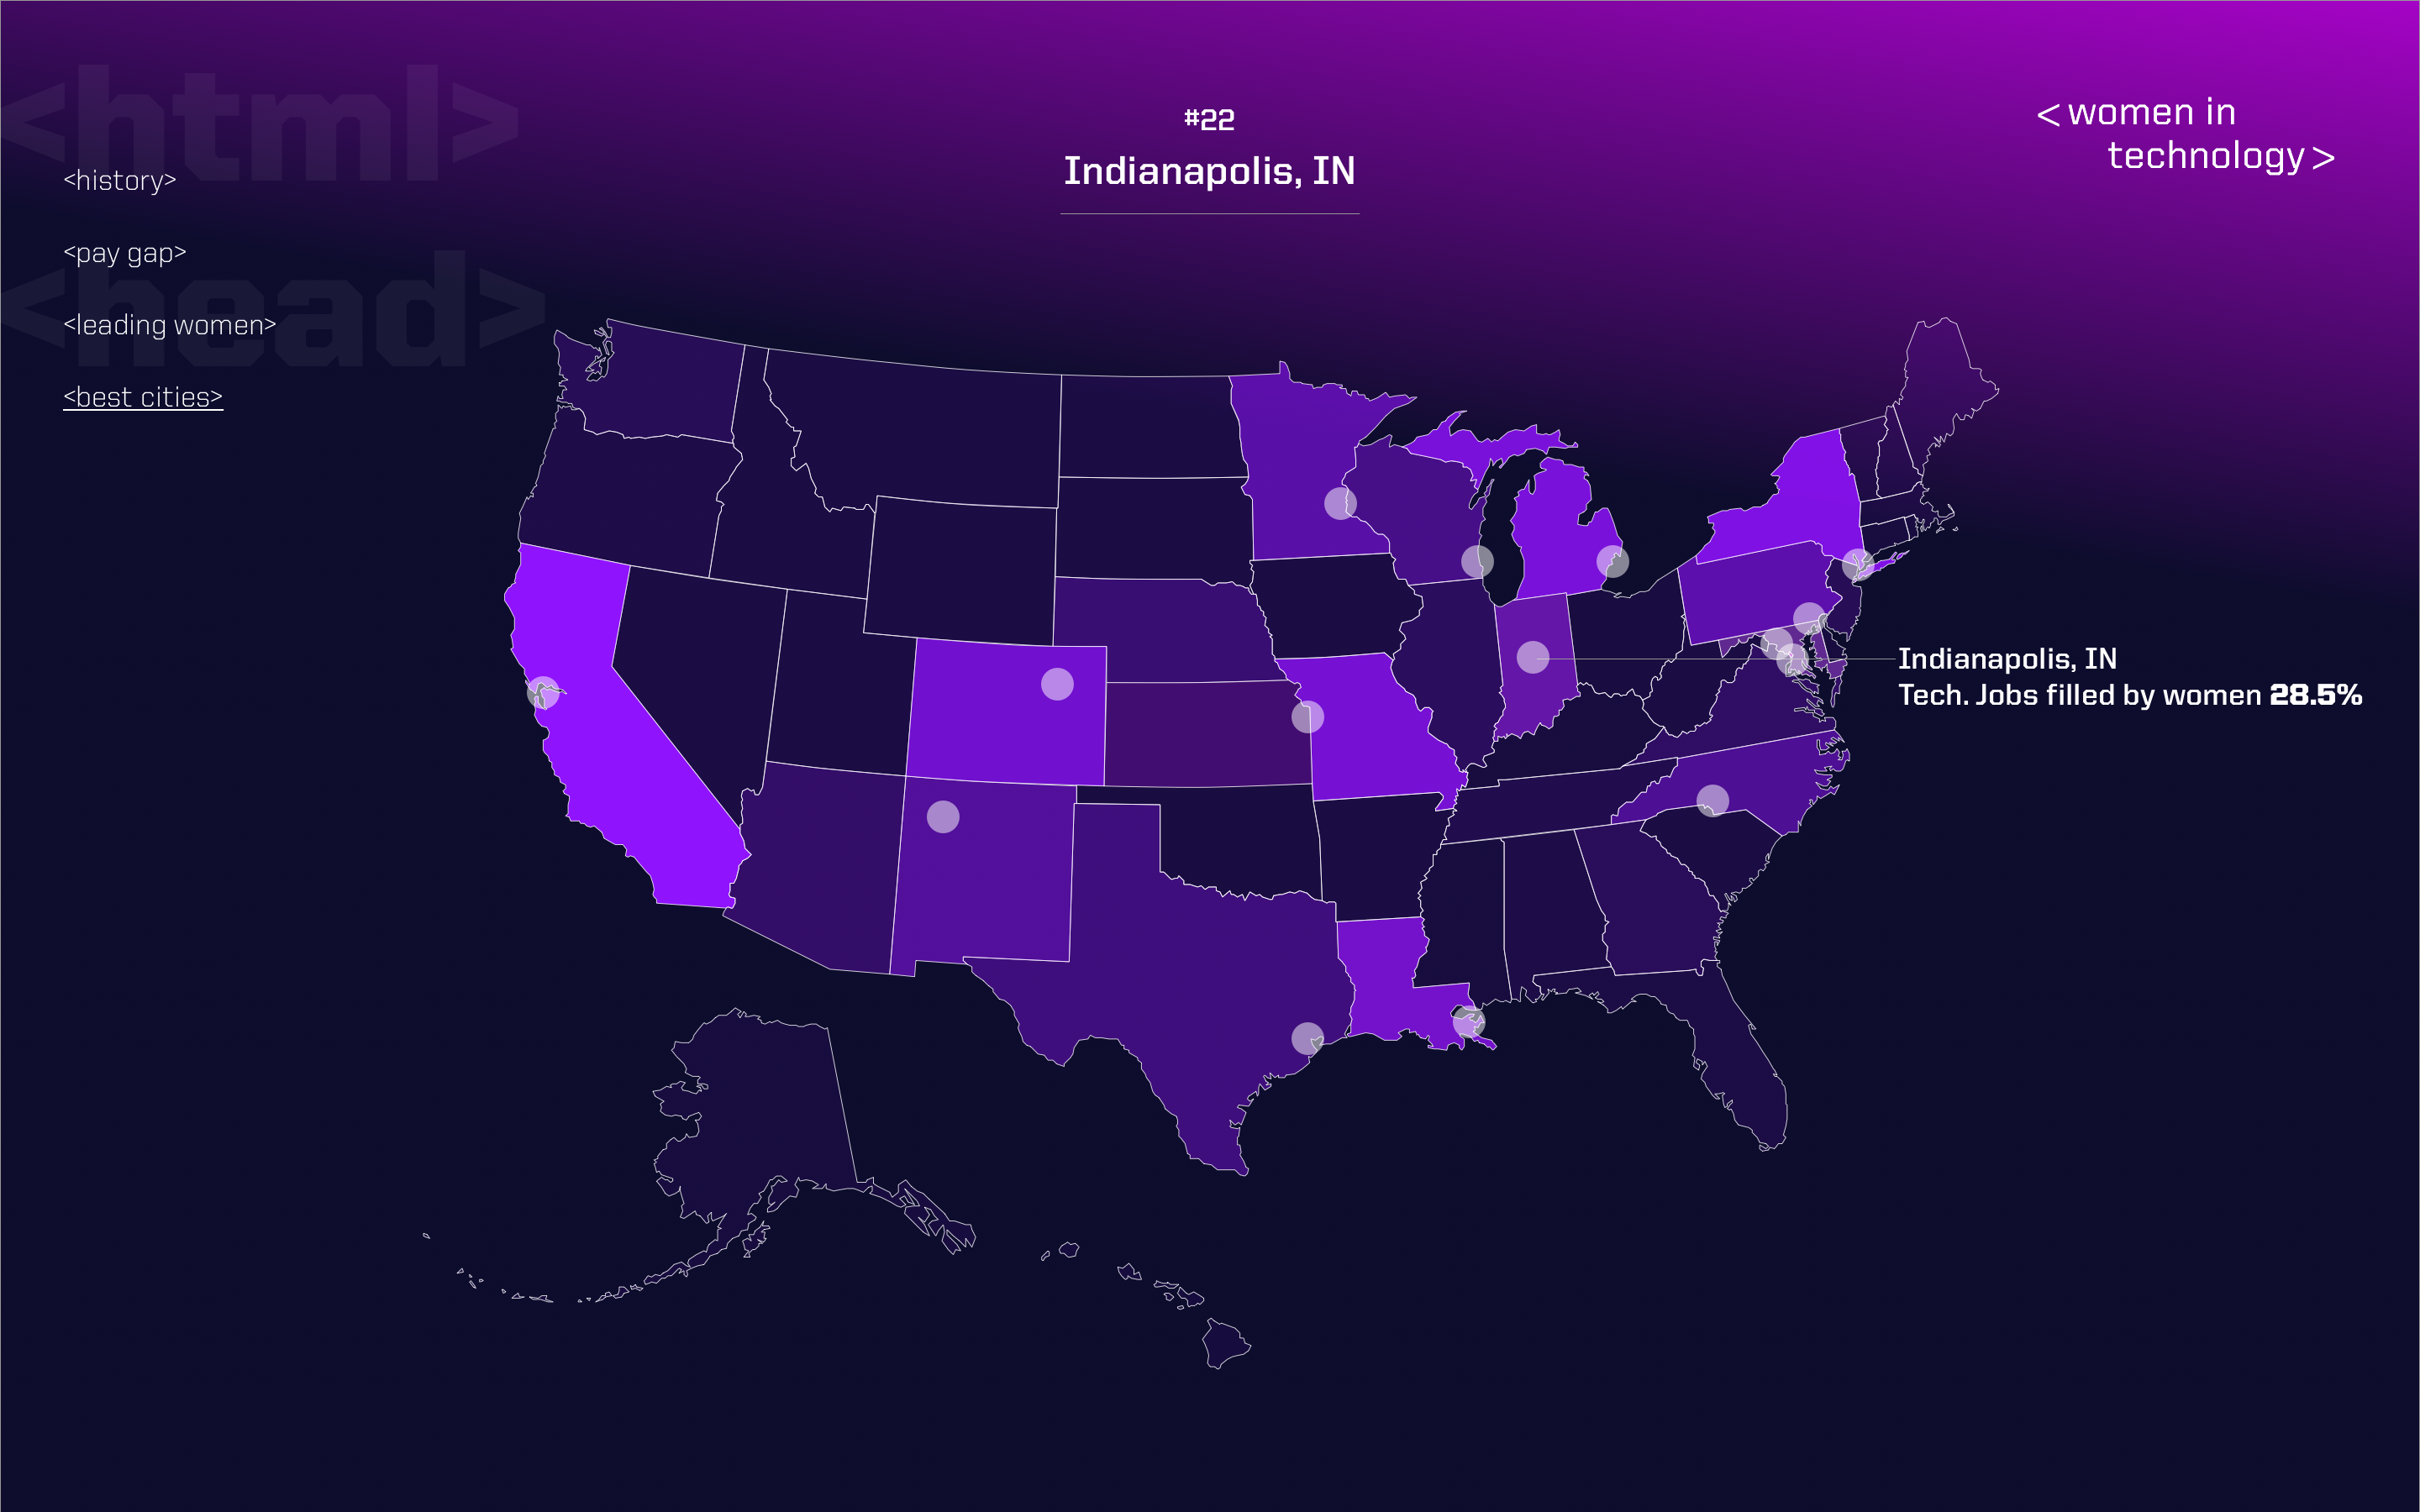 <html>
<head>
<history>
<pay gap>
<leading women>
<best cities>
#22
Indianapolis, IN
< women in
technology >
Indianapolis, IN
Tech. Jobs filled by women 28.5%